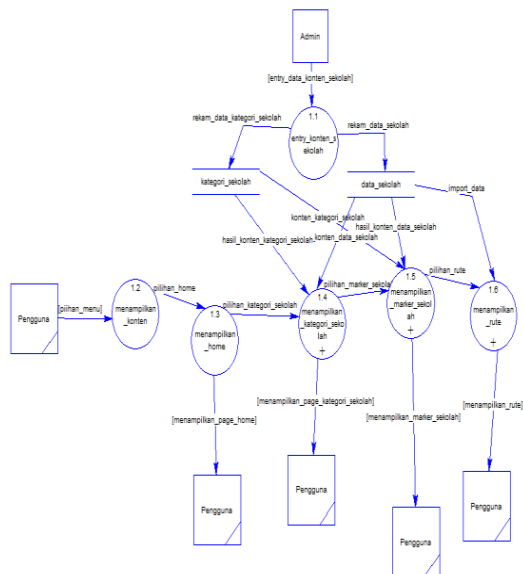 Admin
[entry_data_konten_sekolah]
1.1
entry_konten_s
ekolah
rekam_data_kategori_sekolah
rekam_data_sekolah
kategori_sekolah
data_sekolah
import_data
konten_kategori_sekolah
hasil_konten_data_sekolah
hasil_konten_kategori_sekolah
konten_data_sekolah
Pengguna
[piihan_menu]
1.2
menampilkan
_konten
pilihan_home
1.3
menampilkan
_home
pilihan_kategori_sekolah
1.4
menampilkan
_kategori_seko
lah
+
pilihan_marker_sekola
1.5
menampilkan
_marker_sekol
ah
+
pilihan_rute
1.6
menampilkan
_rute
+
[menampilkan_page_home]
[menampilkan_page_kategori_sekolah]
[menampilkan_marker_sekolah]
[menampilkan_rute]
Pengguna
Pengguna
Pengguna
Pengguna